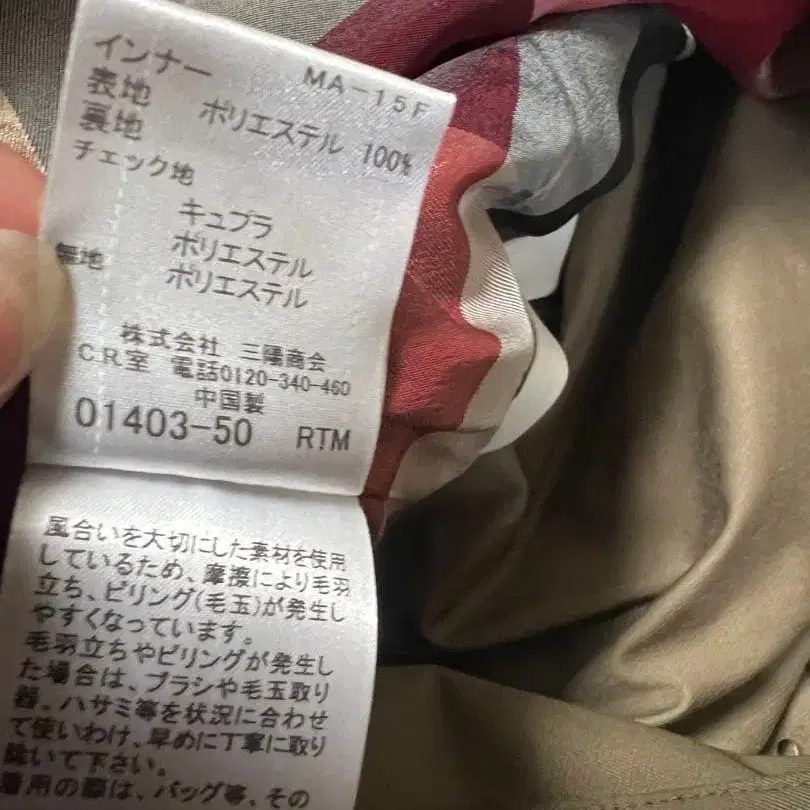 インナー MA-15F
表地 ポリエステル 100%
裏地
チェック地
キュプラ
ポリエステル
無地 ポリエステル
株式会社 三陽商会
C.R室 電話0120-340-460
中国製
01403-50 RTM
風合いを大切にした素材を使用
しているため、摩擦により毛羽
立ち、ピリング(毛玉)が発生し
やすくなっています。
毛羽立ちやピリングが発生し
た場合は、ブラシや毛玉取り
器、ハサミ等を状況に合わせ
て使いわけ、早めに丁寧に取り
除いて下さい。
着用の際は、バッグ等、その